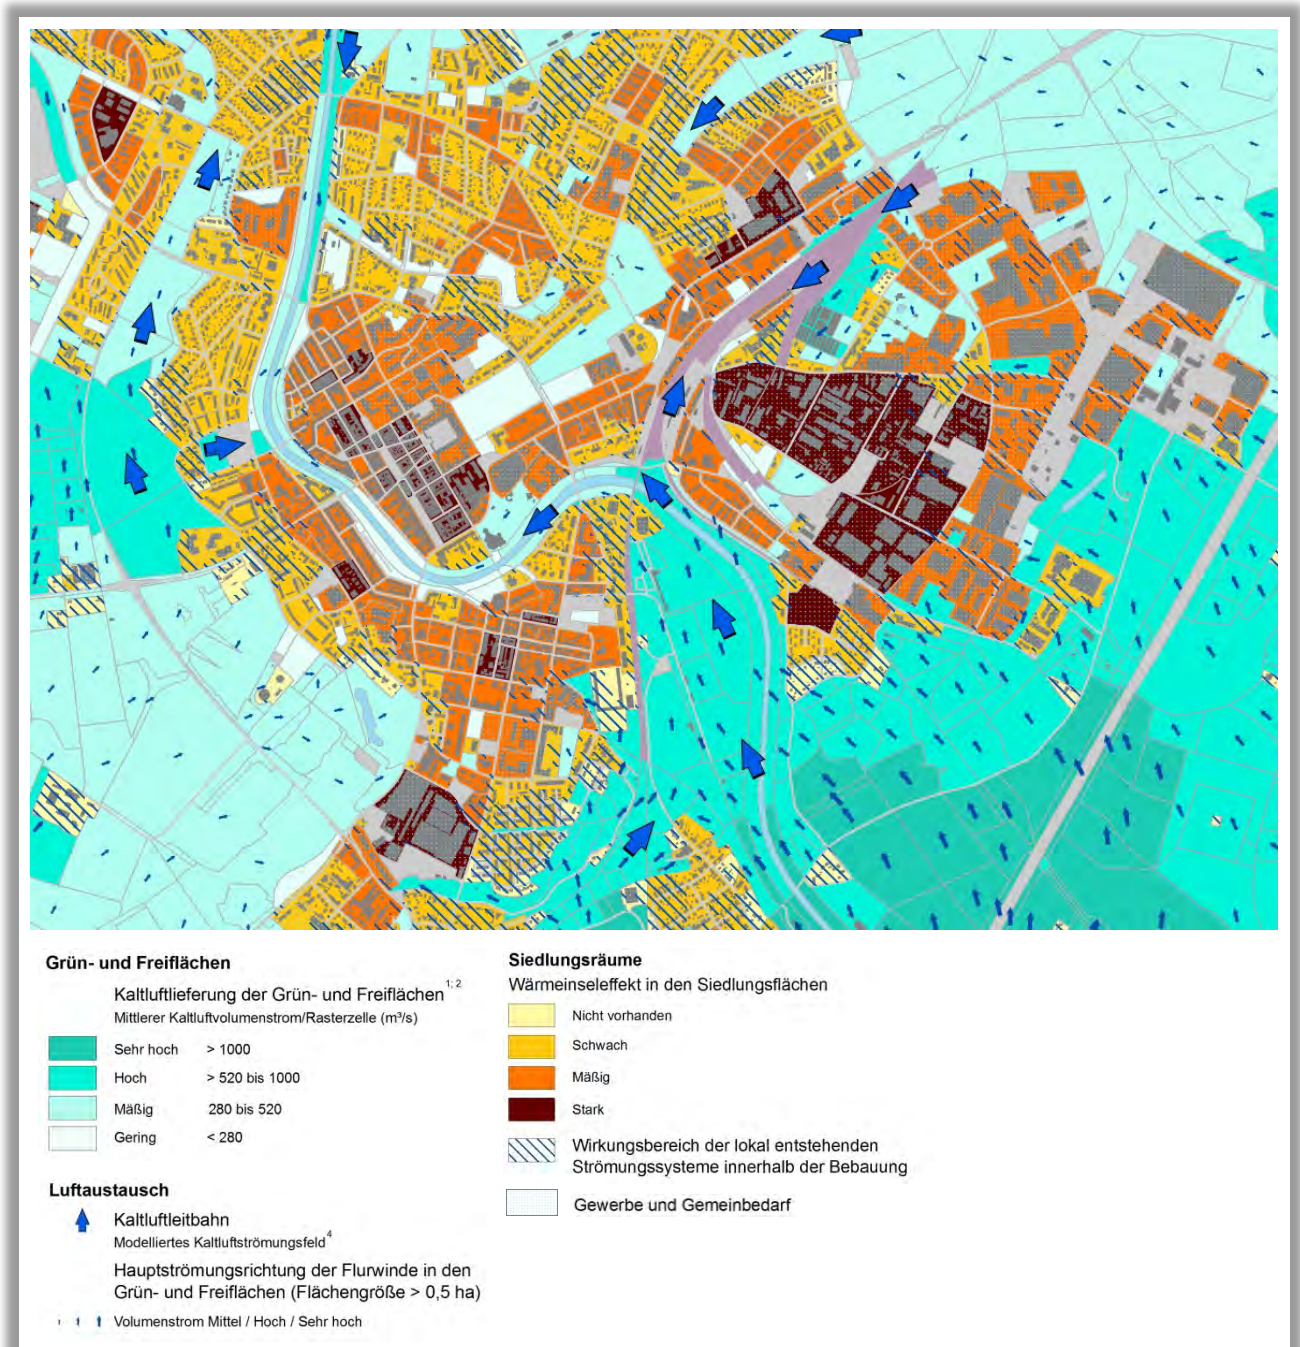 Grün- und Freiflächen
Kaltluftlieferung der Grün- und Freiflächen 1; 2
Mittlerer Kaltluftvolumenstrom/Rasterzelle (m³/s)
Sehr hoch > 1000
Hoch > 520 bis 1000
Mäßig 280 bis 520
Gering < 280
Luftaustausch
Kaltluftleitbahn
Modelliertes Kaltluftströmungsfeld 4
Hauptströmungsrichtung der Flurwinde in den
Grün- und Freiflächen (Flächengröße > 0,5 ha)
Volumenstrom Mittel / Hoch / Sehr hoch
Siedlungsräume
Wärmeinseleffekt in den Siedlungsflächen
Nicht vorhanden
Schwach
Mäßig
Stark
Wirkungsbereich der lokal entstehenden
Strömungssysteme innerhalb der Bebauung
Gewerbe und Gemeinbedarf